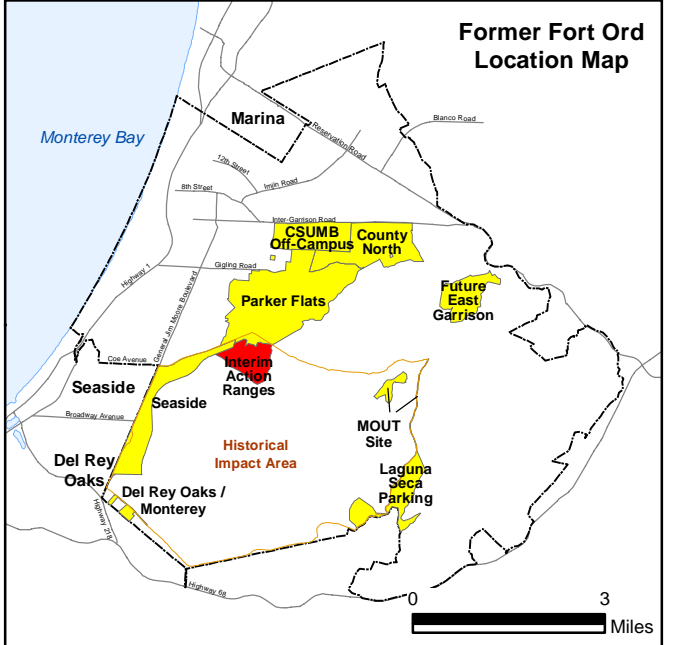 Former Fort Ord
Location Map
Marina
Blanco Road
Reservation Road
Monterey Bay
12th Street
Imjin Road
8th Street
Inter-Garrison Road
CSUMB
Off-Campus
County
North
Gigling Road
Highway 1
General Jim Moore Boulevard
Parker Flats
Future
East
Garrison
Coe Avenue
Interim
Action
Ranges
Seaside
Seaside
Broadway Avenue
MOUT
Site
Historical
Impact Area
Del Rey
Oaks
Laguna
Seca
Parking
Del Rey Oaks /
Monterey
Highway 218
Highway 68
0 3
Miles